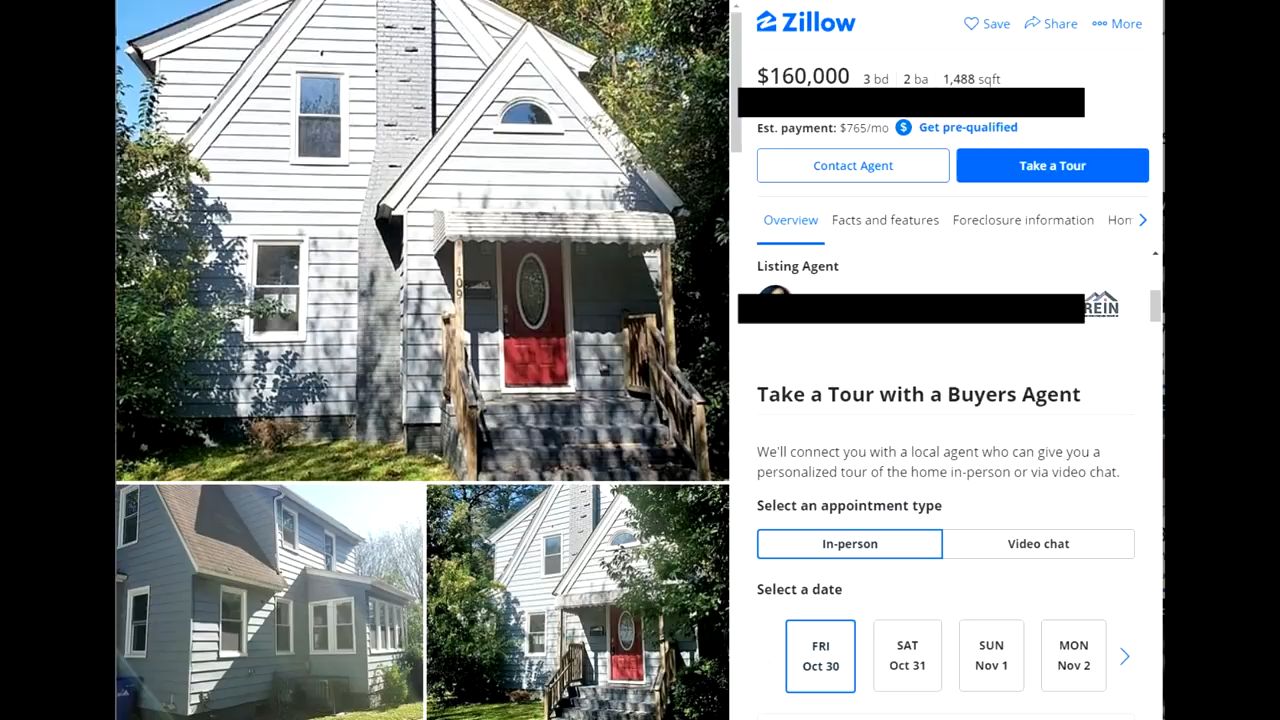 109
Zillow
Save Share More
$160,000 3 bd 2 ba 1,488 sqft
Est. payment: $765/mo $ Get pre-qualified
Contact Agent Take a Tour
Overview Facts and features Foreclosure information Hom
Listing Agent
REIN
Take a Tour with a Buyers Agent
We'll connect you with a local agent who can give you a
personalized tour of the home in-person or via video chat.
Select an appointment type
In-person Video chat
Select a date
FRI SAT SUN MON
Oct 30 Oct 31 Nov 1 Nov 2